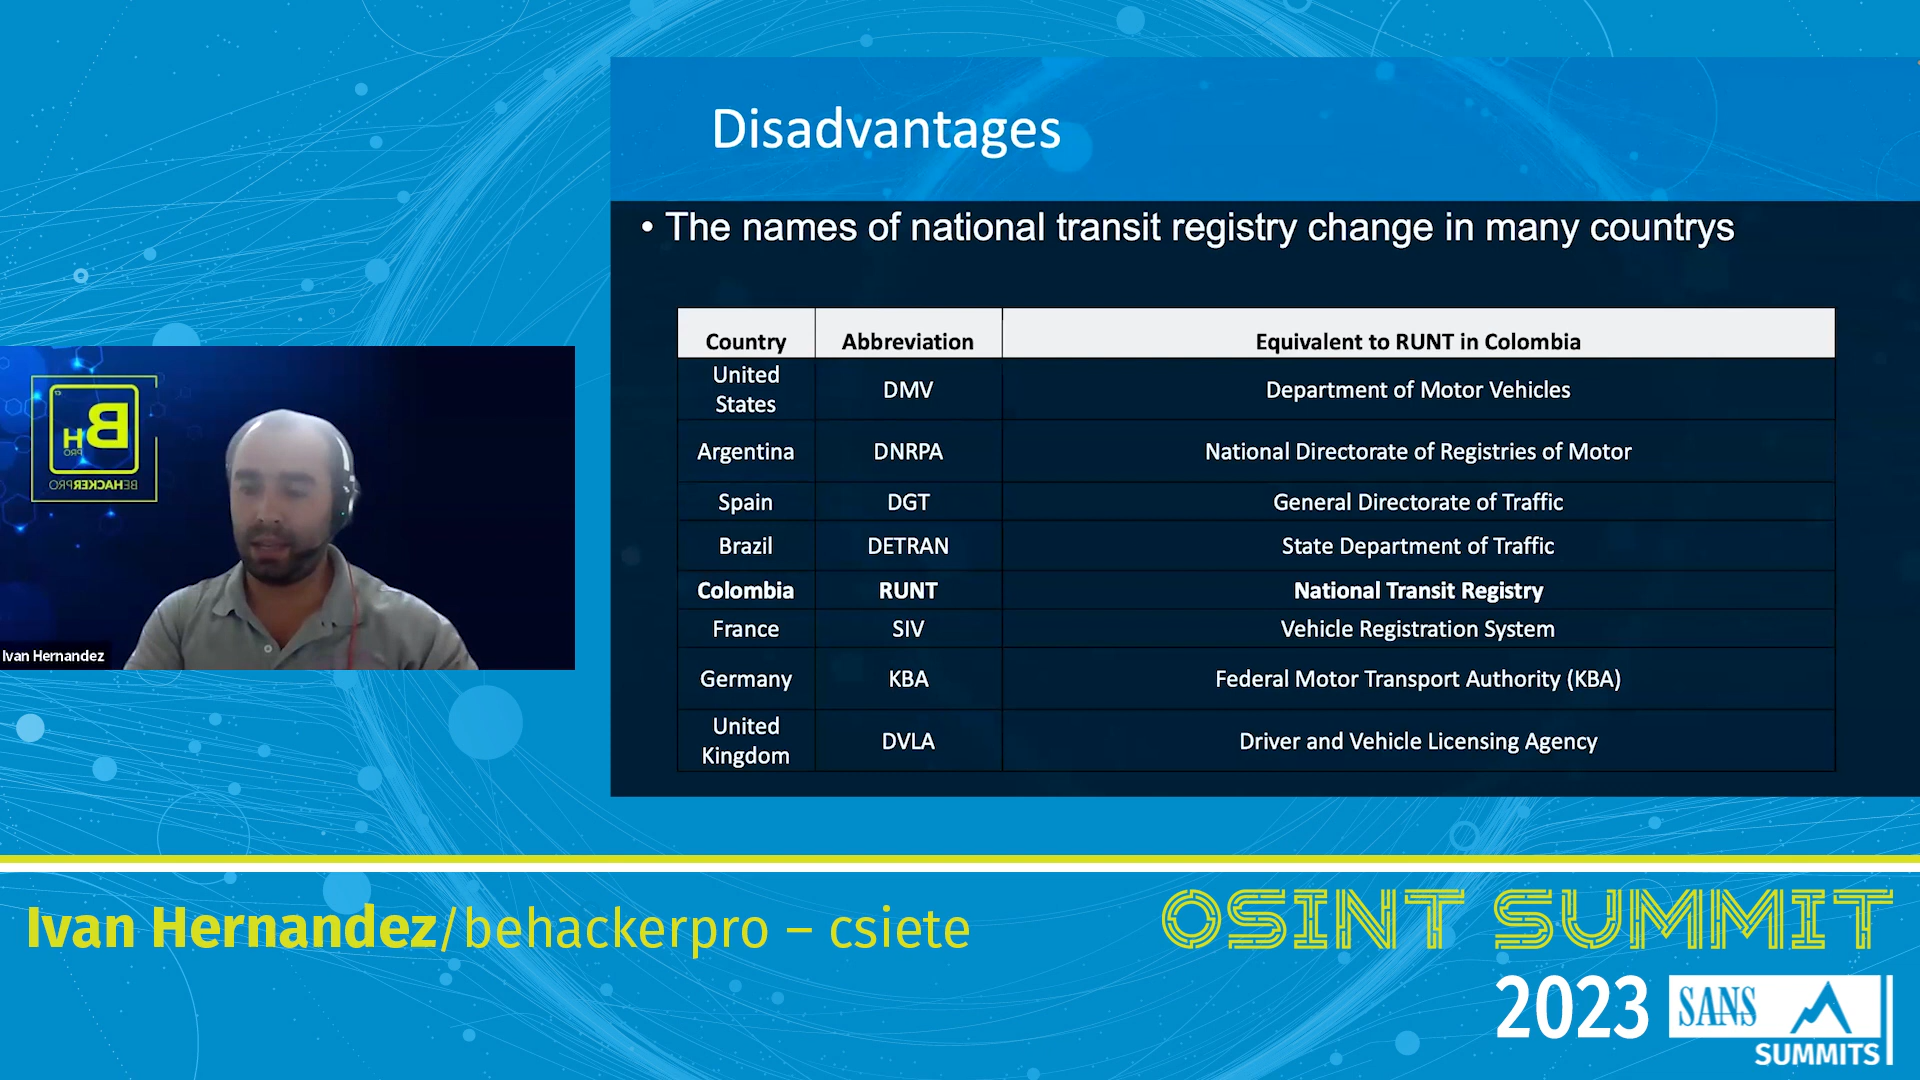 Disadvantages
• The names of national transit registry change in many countrys
Country Abbreviation Equivalent to RUNT in Colombia
United States DMV Department of Motor Vehicles
Argentina DNRPA National Directorate of Registries of Motor
Spain DGT General Directorate of Traffic
Brazil DETRAN State Department of Traffic
Colombia RUNT National Transit Registry
France SIV Vehicle Registration System
Germany KBA Federal Motor Transport Authority (KBA)
United Kingdom DVLA Driver and Vehicle Licensing Agency
BH
PRO
BEHACKERPRO
Ivan Hernandez
Ivan Hernandez/behackerpro – csiete
OSINT SUMMIT
2023
SANS
SUMMITS